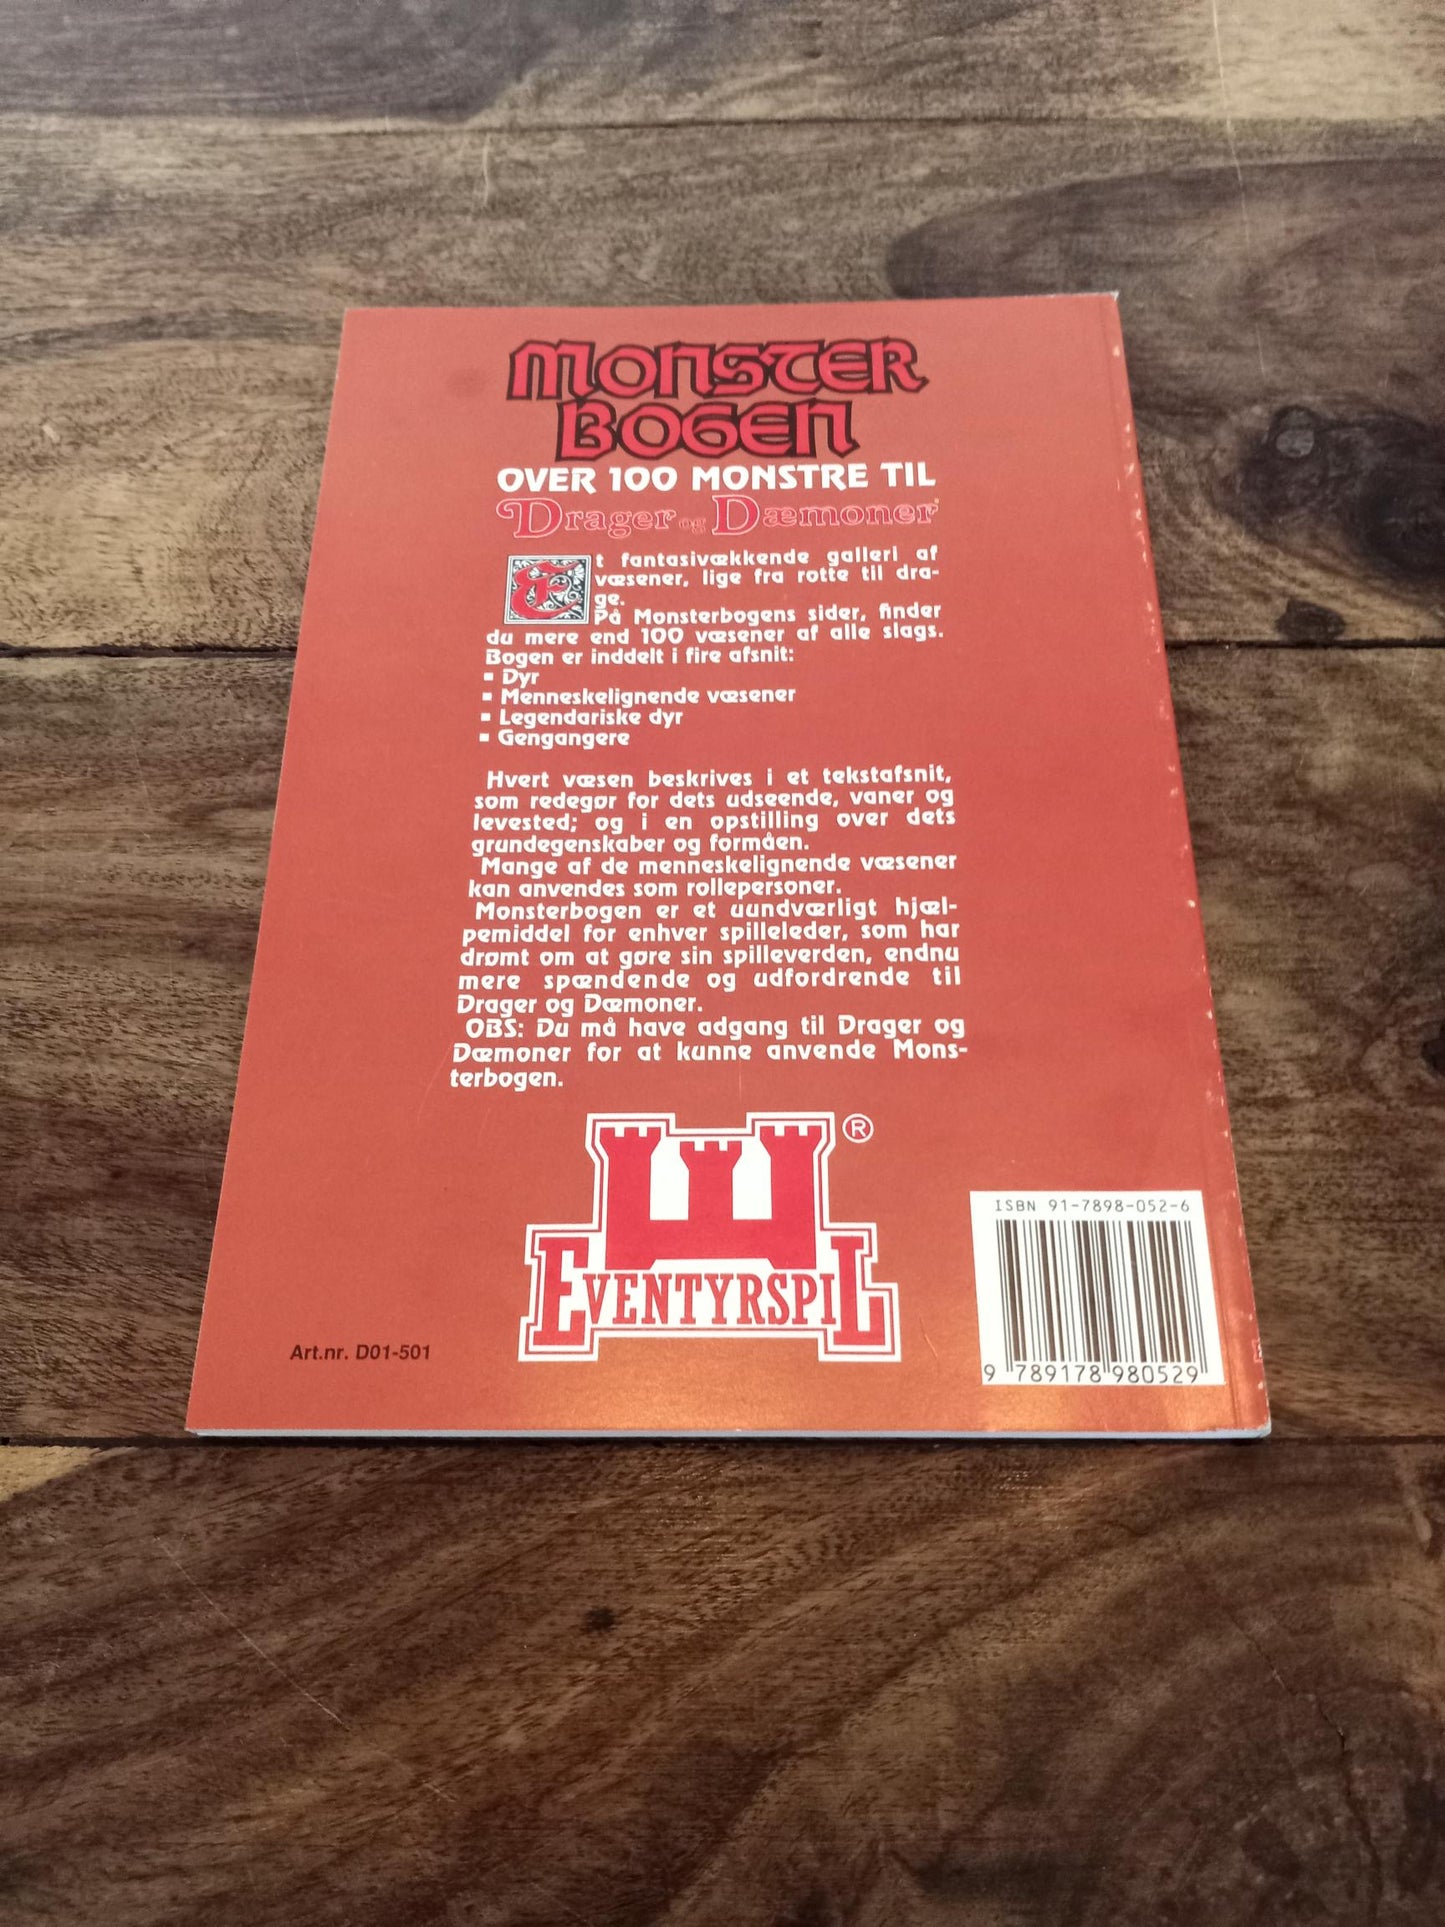 MONSTER
BOGEN
OVER 100 MONSTRE TIL
Drager og Dæmoner
Et fantasivækkende galleri af
væsener, lige fra rotte til dra-
ge.
På Monsterbogens sider, finder
du mere end 100 væsener af alle slags.
Bogen er inddelt i fire afsnit:
▪ Dyr
▪ Menneskelignende væsener
▪ Legendariske dyr
▪ Gengangere
Hvert væsen beskrives i et tekstafsnit,
som redegør for dets udseende, vaner og
levested; og i en opstilling over dets
grundegenskaber og formåen.
Mange af de menneskelignende væsener
kan anvendes som rollepersoner.
Monsterbogen er et uundværligt hjæl-
pemiddel for enhver spilleleder, som har
drømt om at gøre sin spilleverden, endnu
mere spændende og udfordrende til
Drager og Dæmoner.
OBS: Du må have adgang til Drager og
Dæmoner for at kunne anvende Mons-
terbogen.
®
EVENTYRSPIL
Art.nr. D01-501
ISBN 91-7898-052-6
9 789178 980529